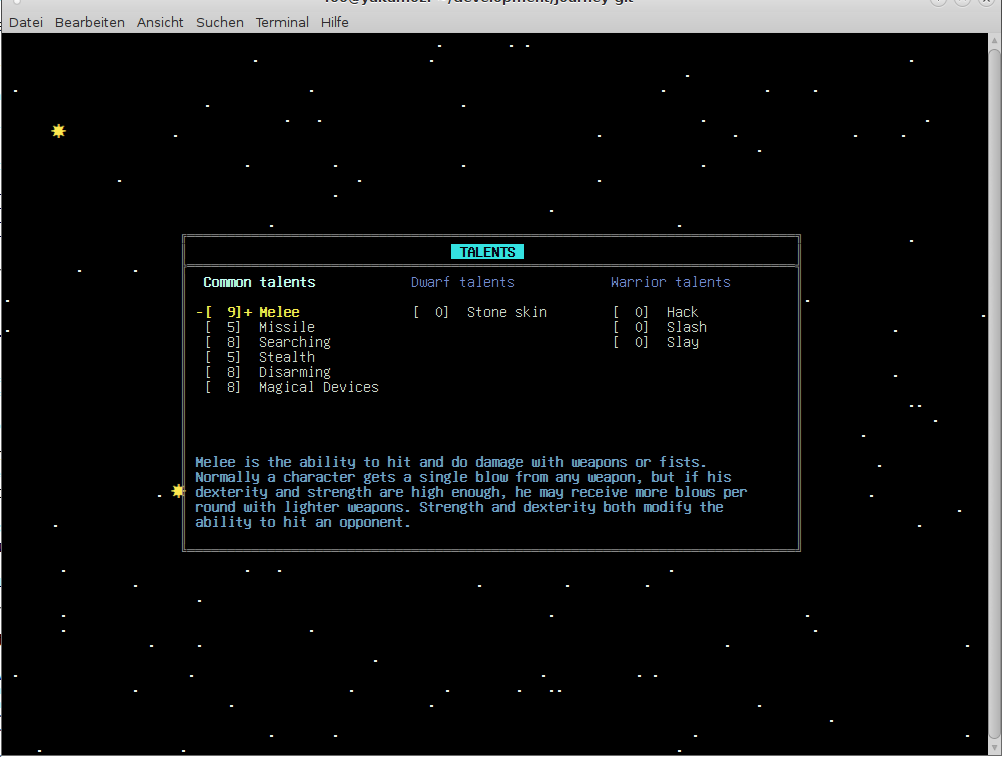 ~/development/journey-git
Datei Bearbeiten Ansicht Suchen Terminal Hilfe
TALENTS
Common talents Dwarf talents Warrior talents
-[ 9]+ Melee [ 0] Stone skin [ 0] Hack
[ 5] Missile [ 0] Slash
[ 8] Searching [ 0] Slay
[ 5] Stealth
[ 8] Disarming
[ 8] Magical Devices
Melee is the ability to hit and do damage with weapons or fists.
Normally a character gets a single blow from any weapon, but if his
dexterity and strength are high enough, he may receive more blows per
round with lighter weapons. Strength and dexterity both modify the
ability to hit an opponent.